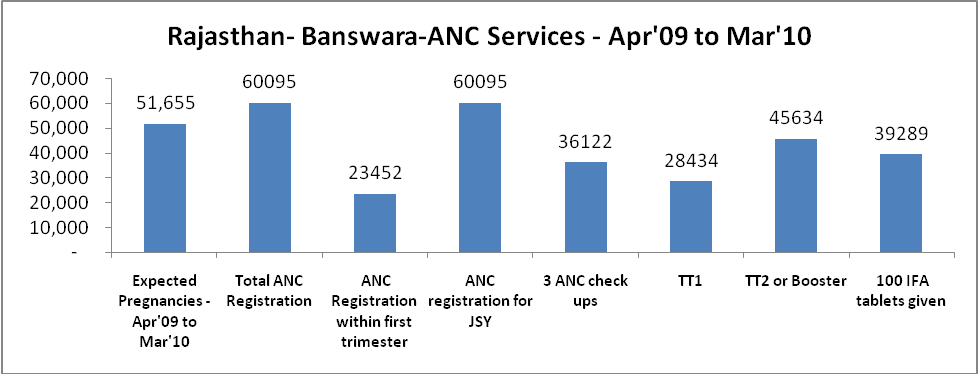 Rajasthan- Banswara-ANC Services - Apr'09 to Mar'10
70,000
60,000
50,000
40,000
30,000
20,000
10,000
-
51,655
60095
23452
60095
36122
28434
45634
39289
Expected
Pregnancies -
Apr'09 to
Mar'10
Total ANC
Registration
ANC
Registration
within first
trimester
ANC
registration for
JSY
3 ANC check
ups
TT1
TT2 or Booster
100 IFA
tablets given